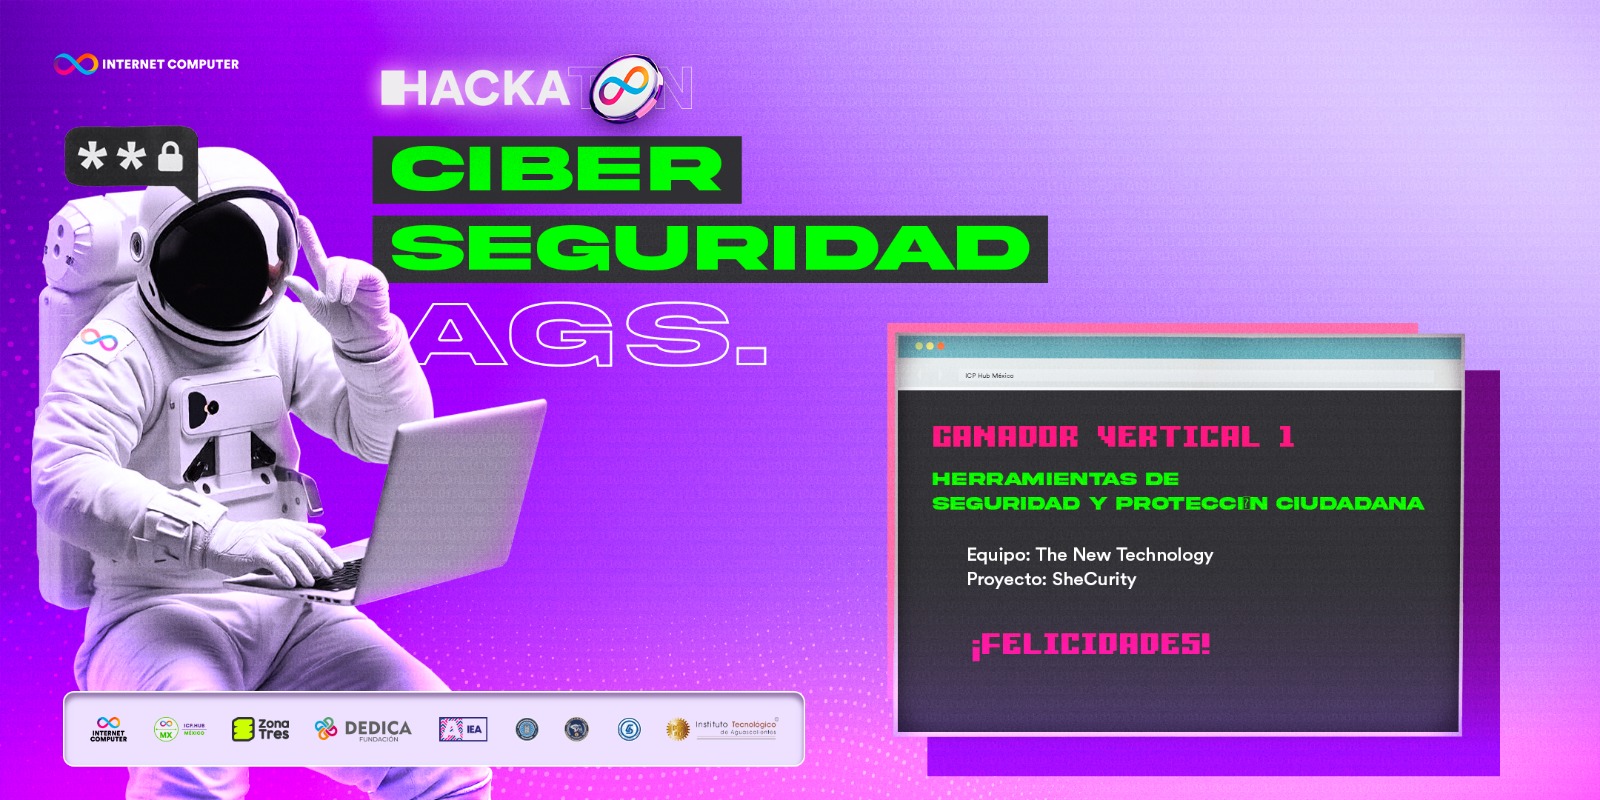 INTERNET COMPUTER
HACKATON
**
CIBER
SEGURIDAD
AGS.
ICP Hub México
GANADOR VERTICAL 1
HERRAMIENTAS DE
SEGURIDAD Y PROTECCIÓN CIUDADANA
Equipo: The New Technology
Proyecto: SheCurity
¡FELICIDADES!
INTERNET
COMPUTER
MX
ICP.HUB
MÉXICO
Zona
Tres
DEDICA
FUNDACIÓN
IEA
Instituto Tecnológico
de Aguascalientes